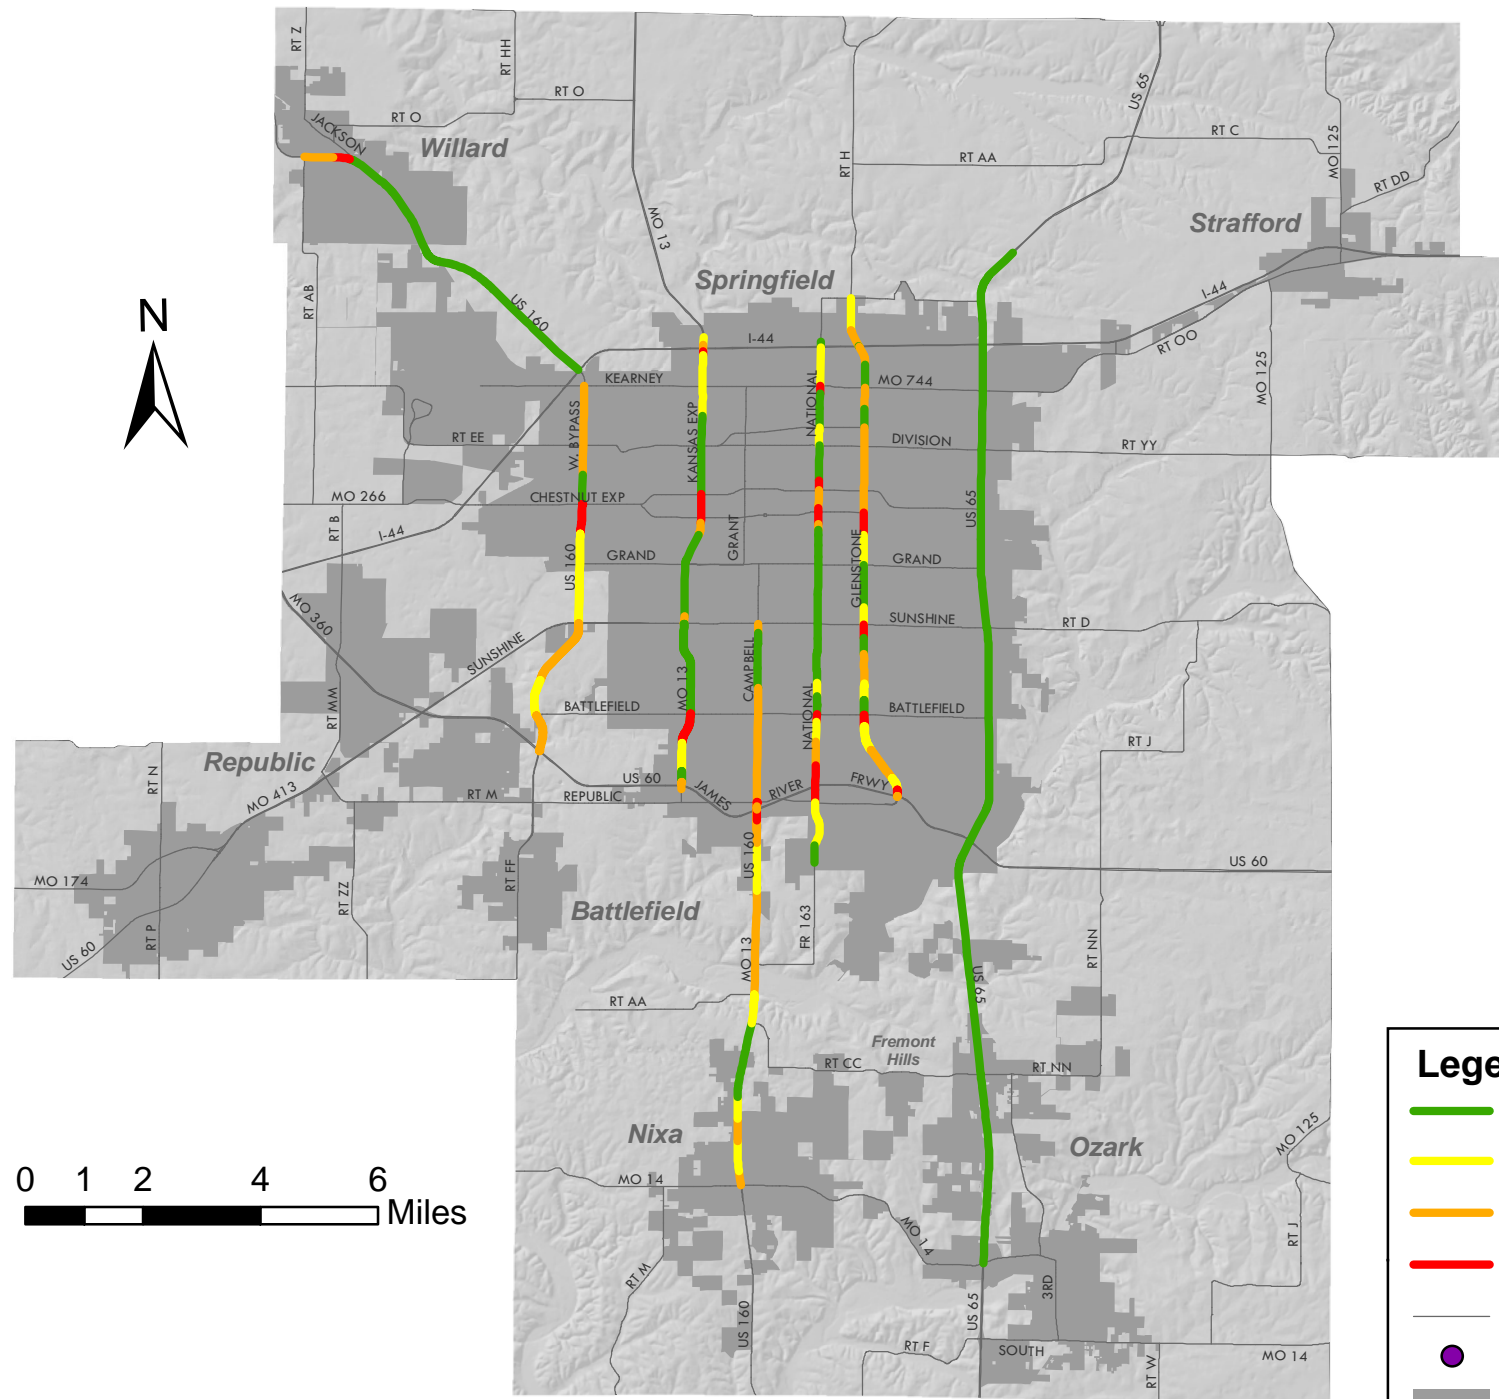 RT Z
RT HH
RT O
RT O
JACKSON
Willard
US 65
RT H
RT C
RT AA
MO 125
RT DD
MO 13
Strafford
Springfield
RT AB
US 160
I-44
I-44
RT OO
N
KEARNEY
MO 744
MO 125
NATIONAL
KANSAS EXP
W. BYPASS
RT EE
DIVISION
RT YY
MO 266
CHESTNUT EXP
US 65
RT B
I-44
GRANT
GRAND
GLENSTONE
GRAND
US 160
MO 360
SUNSHINE
RT D
SUNSHINE
CAMPBELL
MO 13
RT MM
BATTLEFIELD
NATIONAL
BATTLEFIELD
RT J
Republic
RT N
MO 413
US 60
JAMES
RIVER
FRWY
RT M
REPUBLIC
US 160
US 60
MO 174
RT ZZ
RT FF
Battlefield
FR 163
RT P
US 60
MO 13
RT NN
US 65
RT AA
Fremont
Hills
RT CC
RT NN
Lege
Nixa
Ozark
MO 125
0 1 2 4 6
Miles
MO 14
MO 14
RT J
RT M
3RD
US 160
US 65
RT F
SOUTH
MO 14
RT W